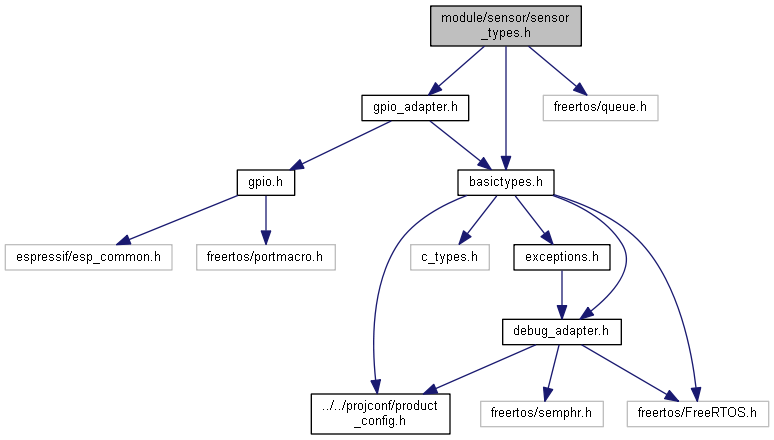 module/sensor/sensor
_types.h
gpio_adapter.h
freertos/queue.h
gpio.h
basictypes.h
espressif/esp_common.h
freertos/portmacro.h
c_types.h
exceptions.h
debug_adapter.h
../../projconf/product
_config.h
freertos/semphr.h
freertos/FreeRTOS.h